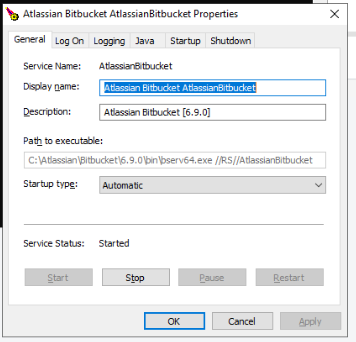 Atlassian Bitbucket AtlassianBitbucket Properties
General Log On Logging Java Startup Shutdown
Service Name: AtlassianBitbucket
Display name: Atlassian Bitbucket AtlassianBitbucket
Description: Atlassian Bitbucket [6.9.0]
Path to executable:
C:\Atlassian\Bitbucket\6.9.0\bin\bserv64.exe //RS//AtlassianBitbucket
Startup type: Automatic
Service Status: Started
Start Stop Pause Restart
OK Cancel Apply